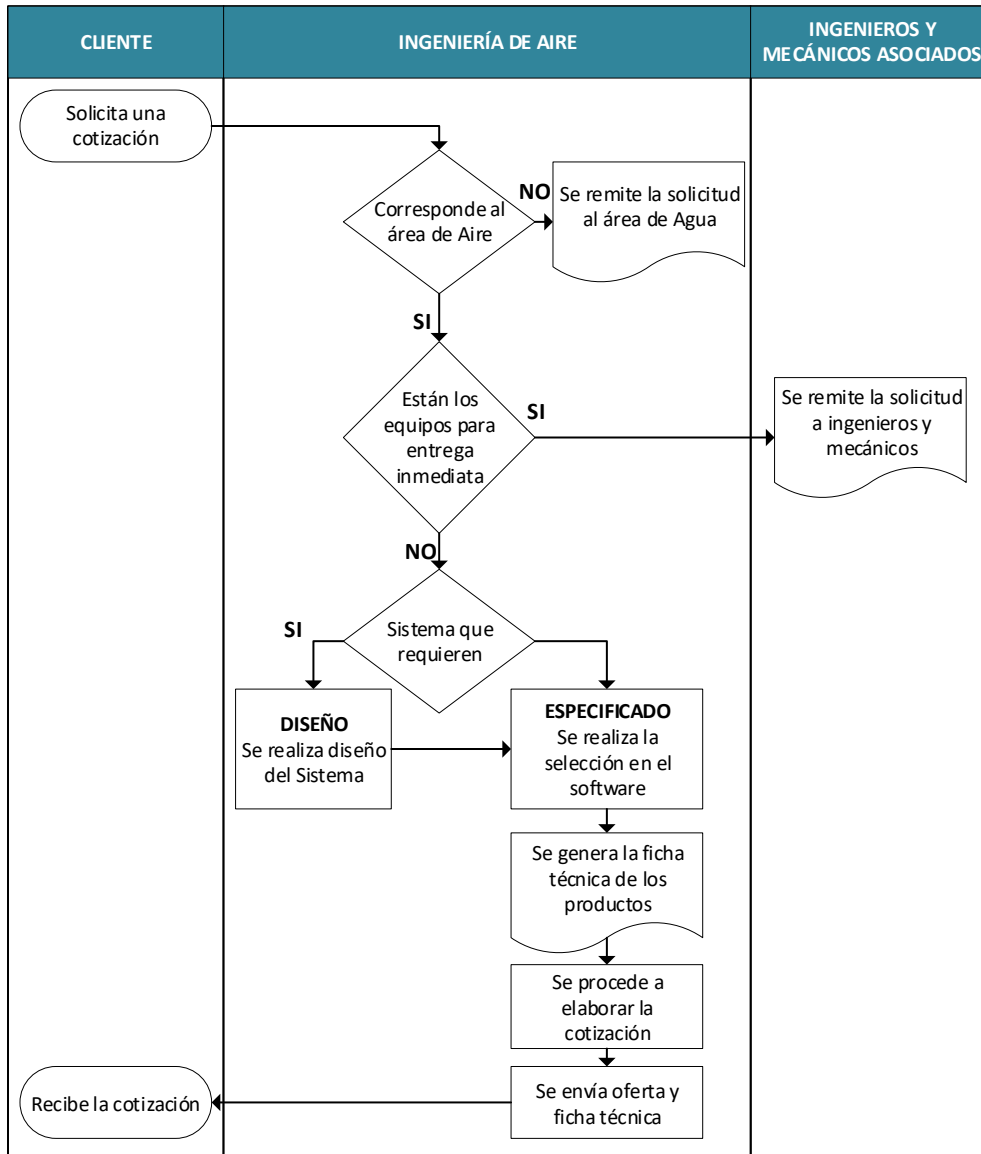 CLIENTE
INGENIERÍA DE AIRE
INGENIEROS Y
MECÁNICOS ASOCIADOS
Solicita una
cotización
Corresponde al
área de Aire
NO
Se remite la solicitud
al área de Agua
SI
Están los
equipos para
entrega
inmediata
SI
Se remite la solicitud
a ingenieros y
mecánicos
NO
Sistema que
requieren
SI
DISEÑO
Se realiza diseño
del Sistema
ESPECIFICADO
Se realiza la
selección en el
software
Se genera la ficha
técnica de los
productos
Se procede a
elaborar la
cotización
Se envía oferta y
ficha técnica
Recibe la cotización